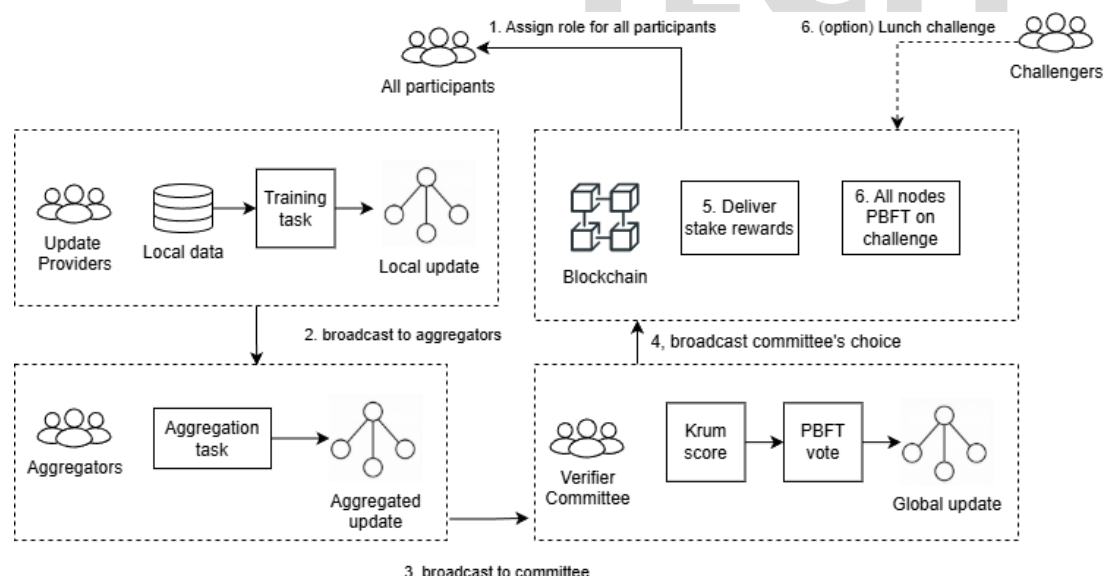 1. Assign role for all participants
6. (option) Lunch challenge
All participants
Challengers
Update
Providers
Local data
Training
task
Local update
Blockchain
5. Deliver
stake rewards
6. All nodes
PBFT on
challenge
2. broadcast to aggregators
4, broadcast committee's choice
Aggregators
Aggregation
task
Aggregated
update
Verifier
Committee
Krum
score
PBFT
vote
Global update
3. broadcast to committee